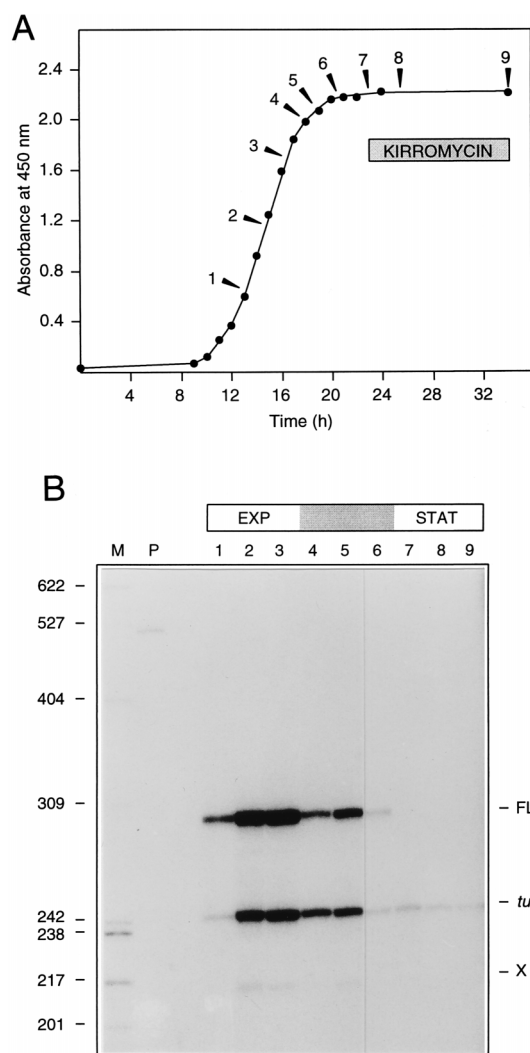 A
Absorbance at 450 nm
2.4
2.0
1.6
1.2
0.8
0.4
1
2
3
4
5
6
7
8
9
KIRROMYCIN
4 8 12 16 20 24 28 32
Time (h)
B
EXP STAT
M P 1 2 3 4 5 6 7 8 9
622 –
527 –
404 –
309 –
242 –
238 –
217 –
201 –
– FL
– tu
– X